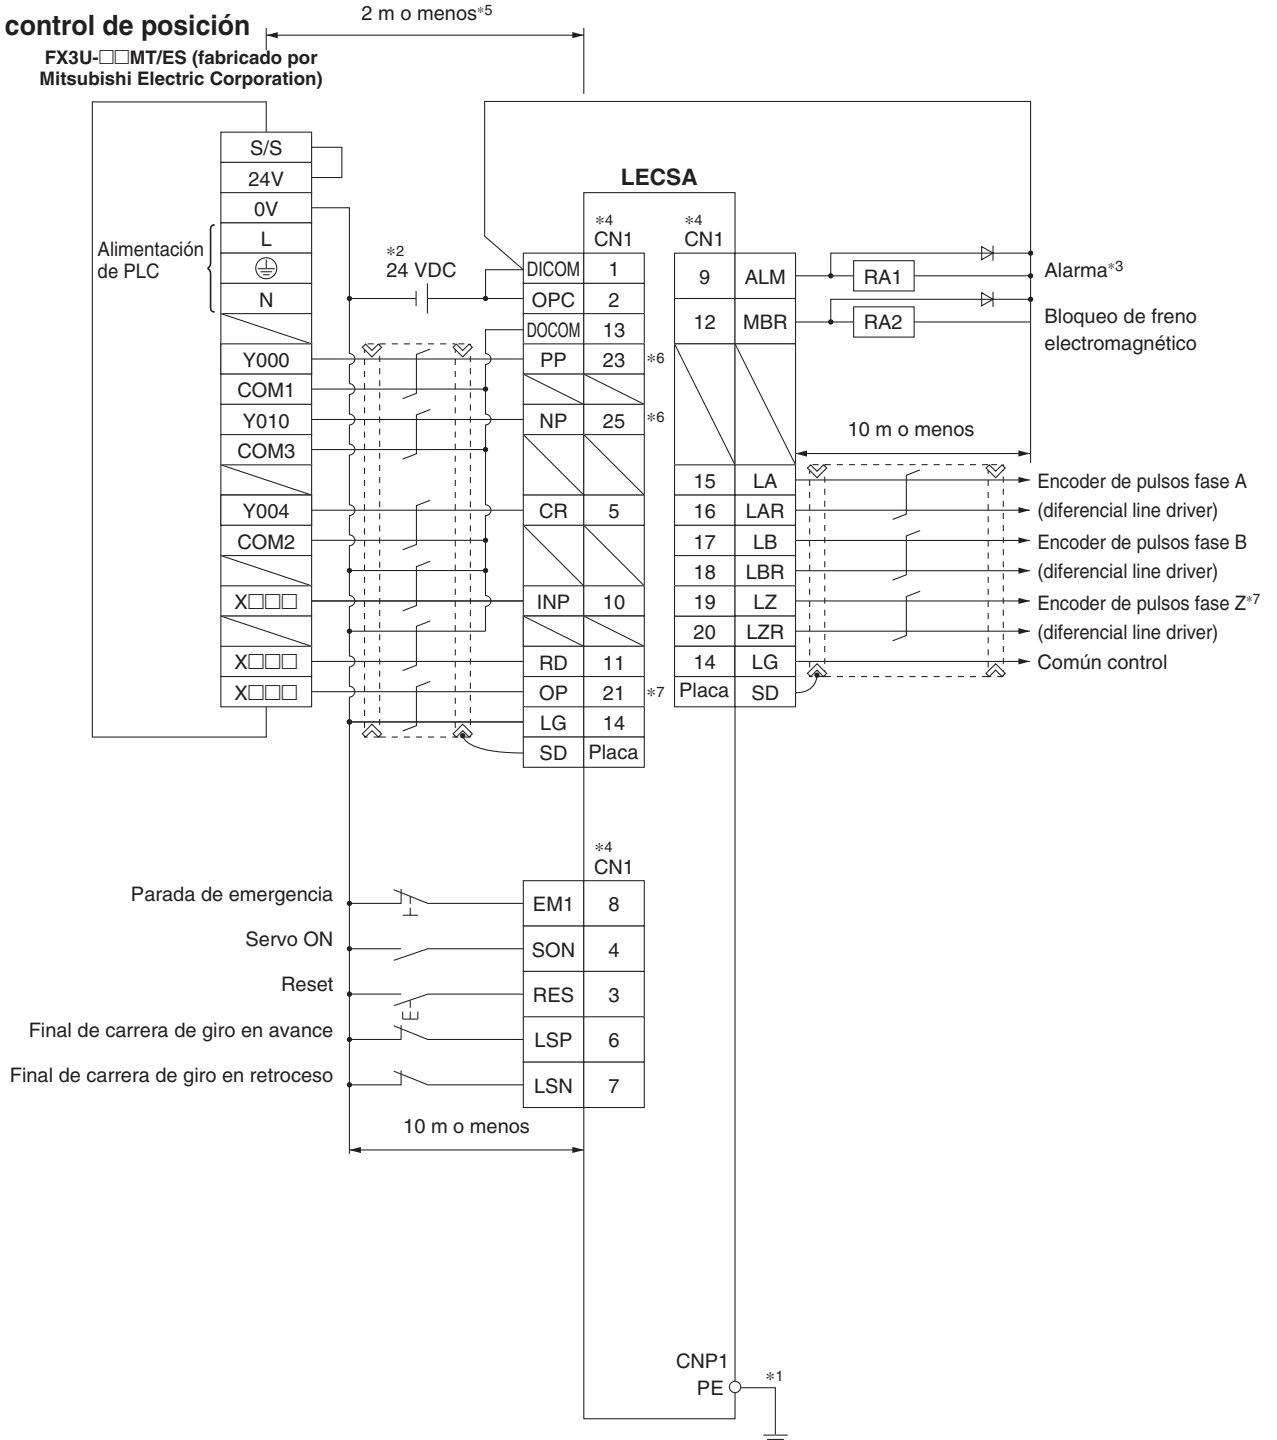 control de posición
2 m o menos*5
FX3U-□□MT/ES (fabricado por
Mitsubishi Electric Corporation)
S/S
24V
0V
L
N
Alimentación
de PLC
Y000
COM1
Y010
COM3
Y004
COM2
X□□□
X□□□
X□□□
*2
24 VDC
LECSA
*4
CN1
DICOM 1
OPC 2
DOCOM 13
PP 23 *6
NP 25 *6
CR 5
INP 10
RD 11
OP 21 *7
LG 14
SD Placa
*4
CN1
9 ALM
12 MBR
15 LA
16 LAR
17 LB
18 LBR
19 LZ
20 LZR
14 LG
Placa SD
RA1
Alarma*3
RA2
Bloqueo de freno
electromagnético
10 m o menos
Encoder de pulsos fase A
(diferencial line driver)
Encoder de pulsos fase B
(diferencial line driver)
Encoder de pulsos fase Z*7
(diferencial line driver)
Común control
*4
CN1
Parada de emergencia
EM1 8
Servo ON
SON 4
Reset
RES 3
Final de carrera de giro en avance
LSP 6
Final de carrera de giro en retroceso
LSN 7
10 m o menos
CNP1
PE
*1